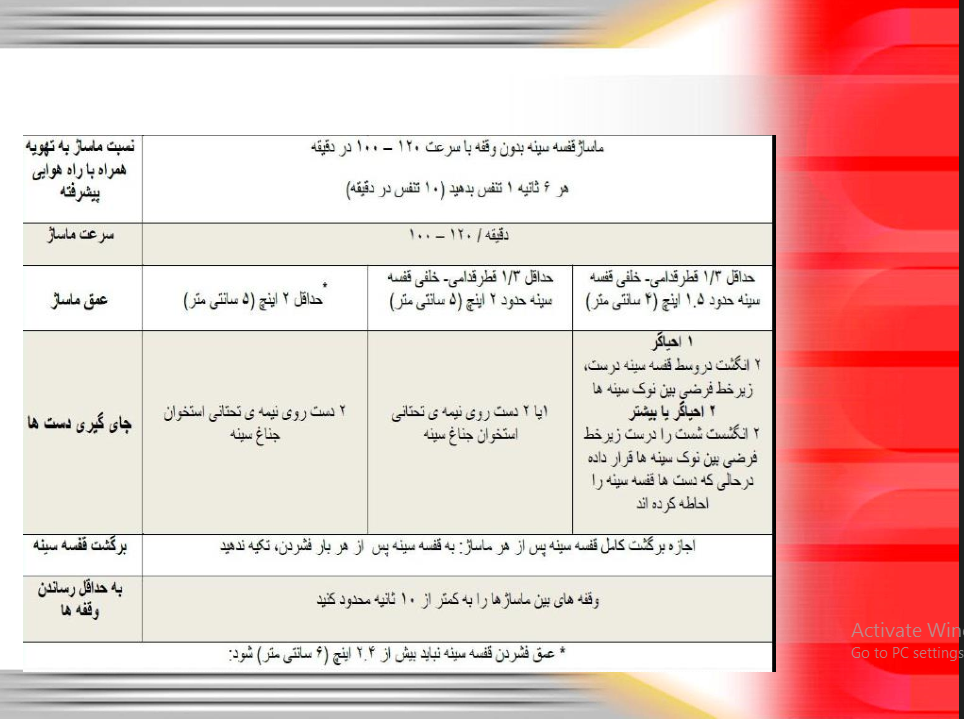 نسبت ماساژ به تهویه
همراه با راه هوایی
پیشرفته
ماساژقفسه سینه بدون وقفه با سرعت ۱۲۰ – ۱۰۰ در دقیقه
هر ۶ ثانیه ۱ تنفس بدهید (۱۰ تنفس در دقیقه)
سرعت ماساژ
دقیقه / ۱۲۰ – ۱۰۰
عمق ماساژ
*حداقل ۲ اینچ (۵ سانتی متر)
حداقل ۱/۳ قطرقدامی- خلفی قفسه
سینه حدود ۲ اینچ (۵ سانتی متر)
حداقل ۱/۳ قطرقدامی- خلفی قفسه
سینه حدود ۱.۵ اینچ (۴ سانتی متر)
جای گیری دست ها
۲ دست روی نیمه ی تحتانی استخوان
جناغ سینه
۱یا ۲ دست روی نیمه ی تحتانی
استخوان جناغ سینه
۱ احیاگر
۲ انگشت دروسط قفسه سینه درست،
زیرخط فرضی بین نوک سینه ها
۲ احیاگر یا بیشتر
۲ انگشست شست را درست زیرخط
فرضی بین نوک سینه ها قرار داده
درحالی که دست ها قفسه سینه را
احاطه کرده اند
برگشت قفسه سینه
اجازه برگشت کامل قفسه سینه پس از هر ماساژ: به قفسه سینه پس از هر بار فشردن، تکیه ندهید
به حداقل رساندن
وقفه ها
وقفه های بین ماساژها را به کمتر از ۱۰ ثانیه محدود کنید
* عمق فشردن قفسه سینه نباید بیش از ۲.۴ اینچ (۶ سانتی متر) شود:
Activate Win
Go to PC settings